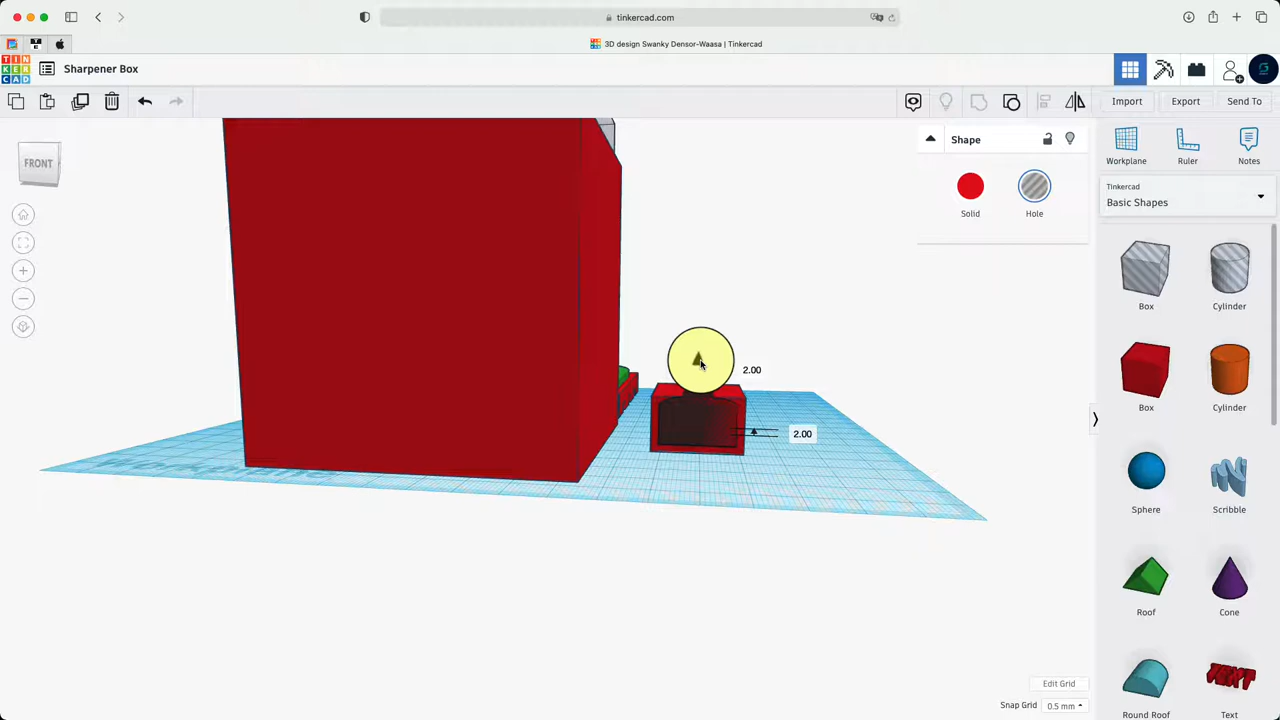 tinkercad.com
3D design Swanky Densor-Waasa | Tinkercad
TIN
KER
CAD
Sharpener Box
Import
Export
Send To
FRONT
Shape
Solid
Hole
Workplane
Ruler
Notes
Tinkercad
Basic Shapes
Box
Cylinder
Box
Cylinder
Sphere
Scribble
Roof
Cone
Round Roof
TEXT
Text
2.00
2.00
Edit Grid
Snap Grid
0.5 mm